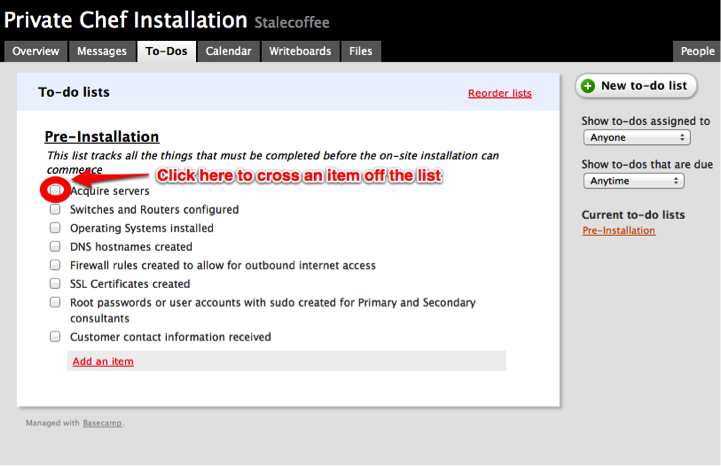 Private Chef Installation Stalecoffee
Overview Messages To-Dos Calendar Writeboards Files People
To-do lists
Reorder lists
Pre-Installation
This list tracks all the things that must be completed before the on-site installation can
commence
Click here to cross an item off the list
Acquire servers
Switches and Routers configured
Operating Systems installed
DNS hostnames created
Firewall rules created to allow for outbound internet access
SSL Certificates created
Root passwords or user accounts with sudo created for Primary and Secondary
consultants
Customer contact information received
Add an item
Managed with Basecamp.
New to-do list
Show to-dos assigned to
Anyone
Show to-dos that are due
Anytime
Current to-do lists
Pre-Installation